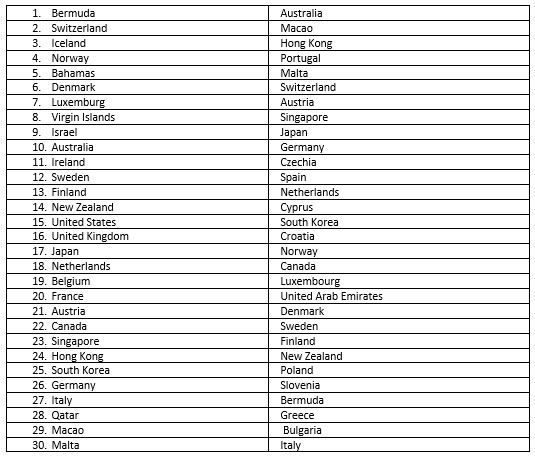 1. Bermuda Australia
2. Switzerland Macao
3. Iceland Hong Kong
4. Norway Portugal
5. Bahamas Malta
6. Denmark Switzerland
7. Luxemburg Austria
8. Virgin Islands Singapore
9. Israel Japan
10. Australia Germany
11. Ireland Czechia
12. Sweden Spain
13. Finland Netherlands
14. New Zealand Cyprus
15. United States South Korea
16. United Kingdom Croatia
17. Japan Norway
18. Netherlands Canada
19. Belgium Luxembourg
20. France United Arab Emirates
21. Austria Denmark
22. Canada Sweden
23. Singapore Finland
24. Hong Kong New Zealand
25. South Korea Poland
26. Germany Slovenia
27. Italy Bermuda
28. Qatar Greece
29. Macao Bulgaria
30. Malta Italy